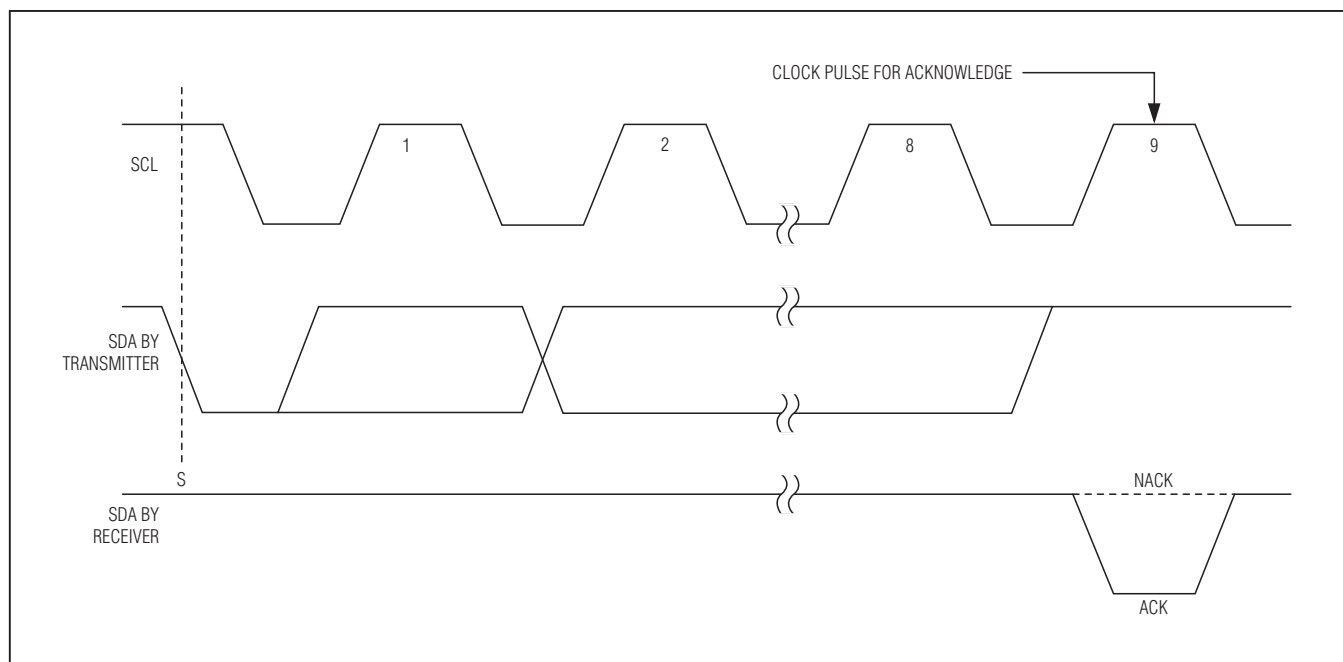 CLOCK PULSE FOR ACKNOWLEDGE
SCL
1
2
8
9
SDA BY
TRANSMITTER
S
NACK
SDA BY
RECEIVER
ACK